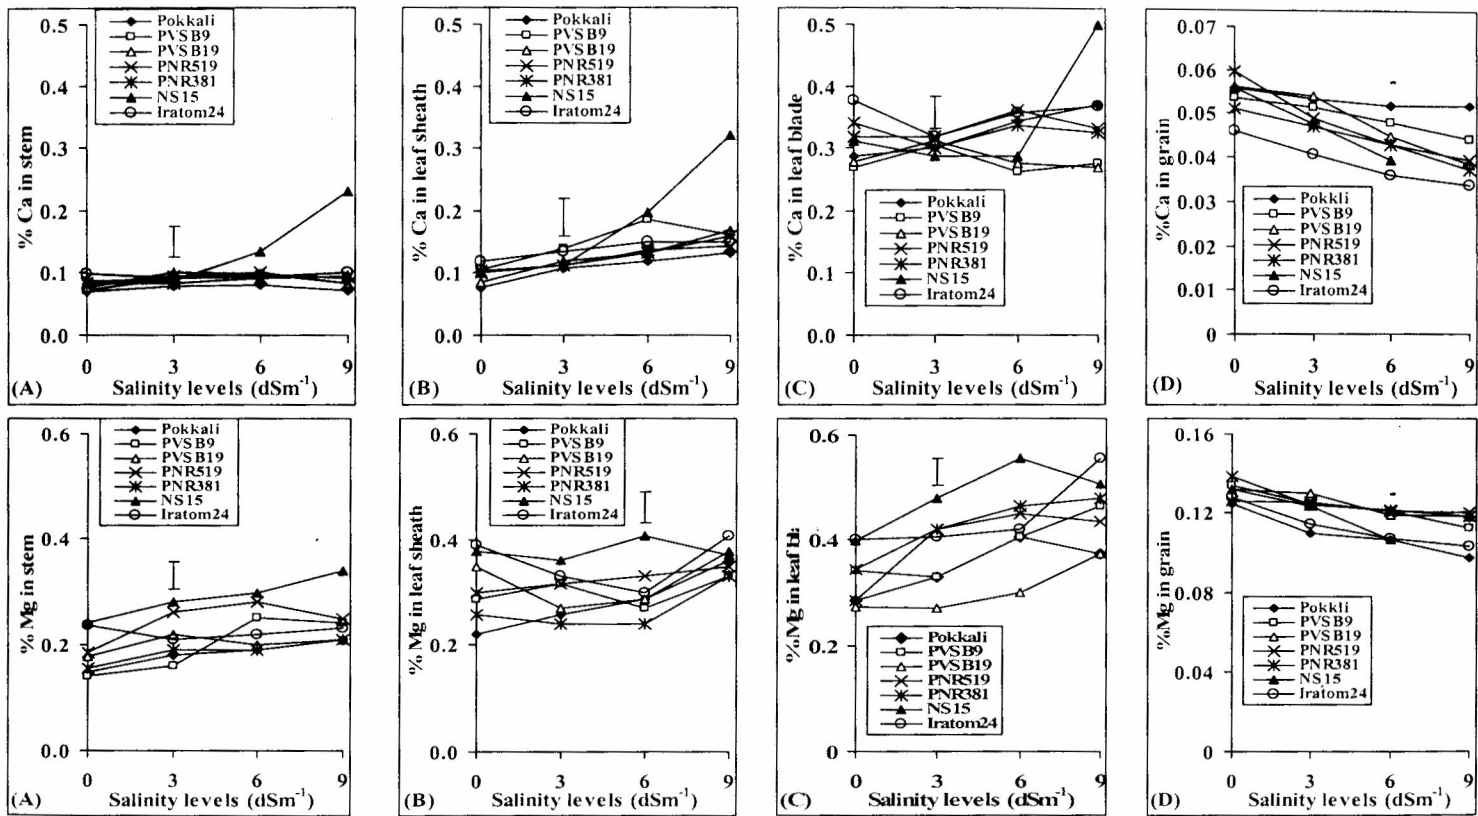 % Ca in stem
0.5
0.4
0.3
0.2
0.1
0.0
Pokkali
PVSB9
PVSB19
PNR519
PNR381
NS15
Iratom24
0 3 6 9
(A) Salinity levels (dSm⁻¹)
% Ca in leaf sheath
0.5
0.4
0.3
0.2
0.1
0.0
Pokkali
PVSB9
PVSB19
PNR519
PNR381
NS15
Iratom24
0 3 6 9
(B) Salinity levels (dSm⁻¹)
% Ca in leaf blade
0.5
0.4
0.3
0.2
0.1
0.0
Pokkali
PVSB9
PVSB19
PNR519
PNR381
NS15
Iratom24
0 3 6 9
(C) Salinity levels (dSm⁻¹)
%Ca in grain
0.07
0.06
0.05
0.04
0.03
0.02
0.01
0
Pokkli
PVSB9
PVSB19
PNR519
PNR381
NS15
Iratom24
0 3 6 9
(D) Salinity levels (dSm⁻¹)
% Mg in stem
0.6
0.4
0.2
0.0
Pokkali
PVSB9
PVSB19
PNR519
PNR381
NS15
Iratom24
0 3 6 9
(A) Salinity levels (dSm⁻¹)
% Mg in leaf sheath
0.6
0.4
0.2
0.0
Pokkali
PVSB9
PVSB19
PNR519
PNR381
NS15
Iratom24
0 3 6 9
(B) Salinity levels (dSm⁻¹)
% Mg in leaf bla
0.6
0.4
0.2
0
Pokkali
PVSB9
PVSB19
PNR519
PNR381
NS15
Iratom24
0 3 6 9
(C) Salinity levels (dSm⁻¹)
%Mg in grain
0.16
0.12
0.08
0.04
0
Pokkli
PVSB9
PVSB19
PNR519
PNR381
NS15
Iratom24
0 3 6 9
(D) Salinity levels (dSm⁻¹)